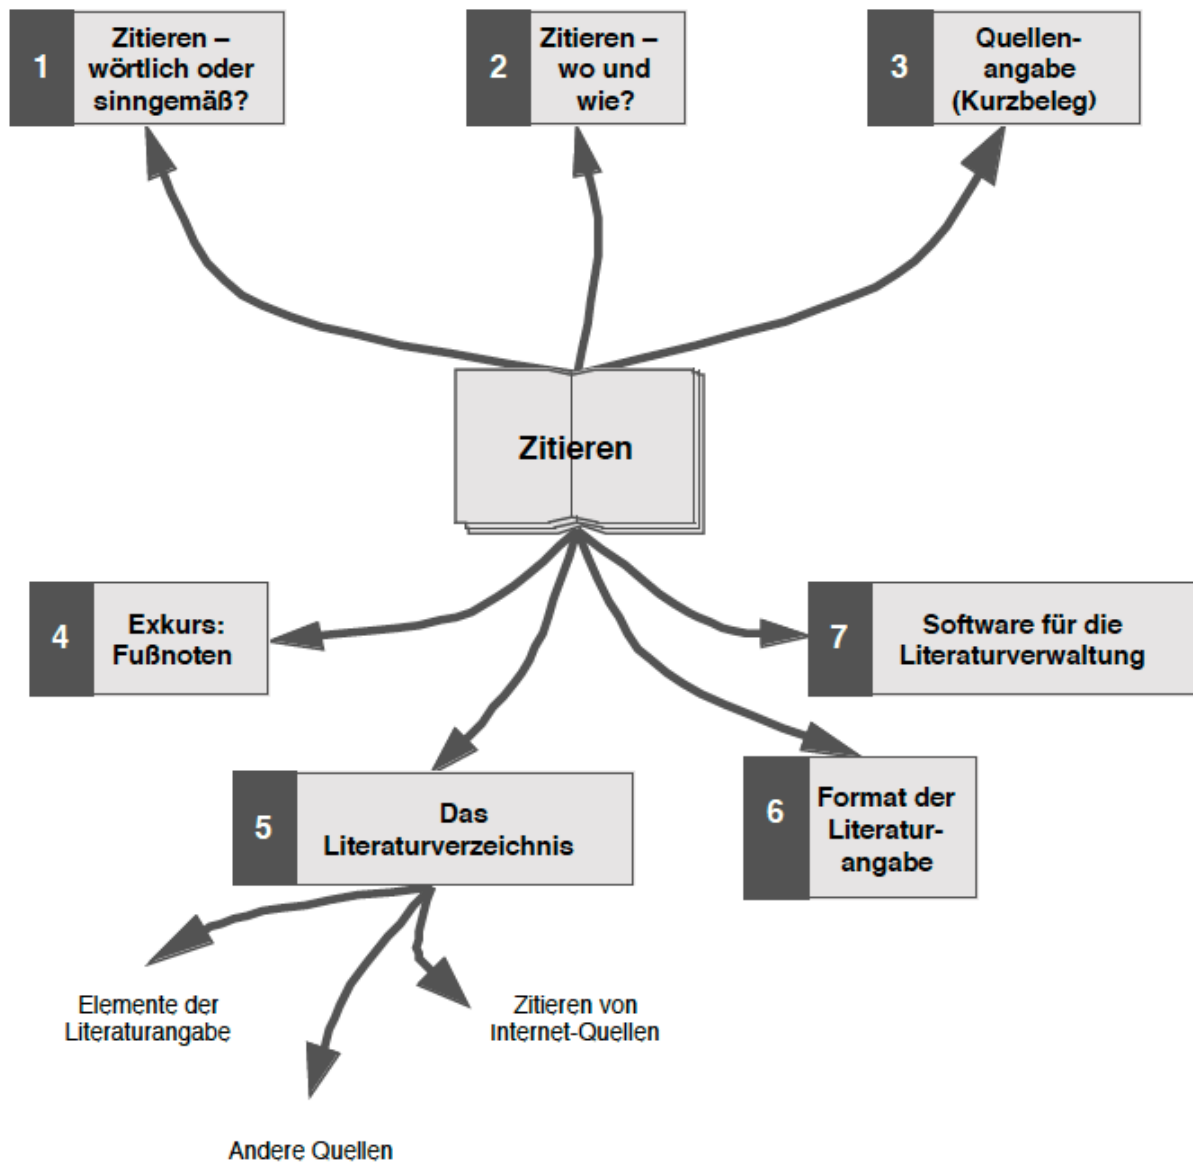 1
Zitieren –
wörtlich oder
sinngemäß?
2
Zitieren –
wo und
wie?
3
Quellen-
angabe
(Kurzbeleg)
Zitieren
4
Exkurs:
Fußnoten
7
Software für die
Literaturverwaltung
5
Das
Literaturverzeichnis
6
Format der
Literatur-
angabe
Elemente der
Literaturangabe
Zitieren von
Internet-Quellen
Andere Quellen